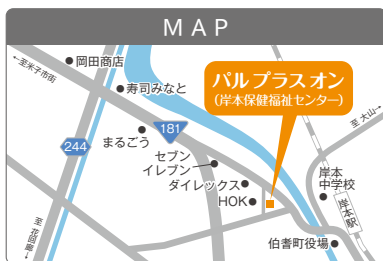 MAP
岡田商店
←至米子市街
寿司みなと
パル プラス オン
(岸本保健福祉センター)
至大山→
181
まるごう
244
セブン
イレブン
ダイレックス
岸本
中学校
HOK
岸本駅
至花回廊
伯耆町役場